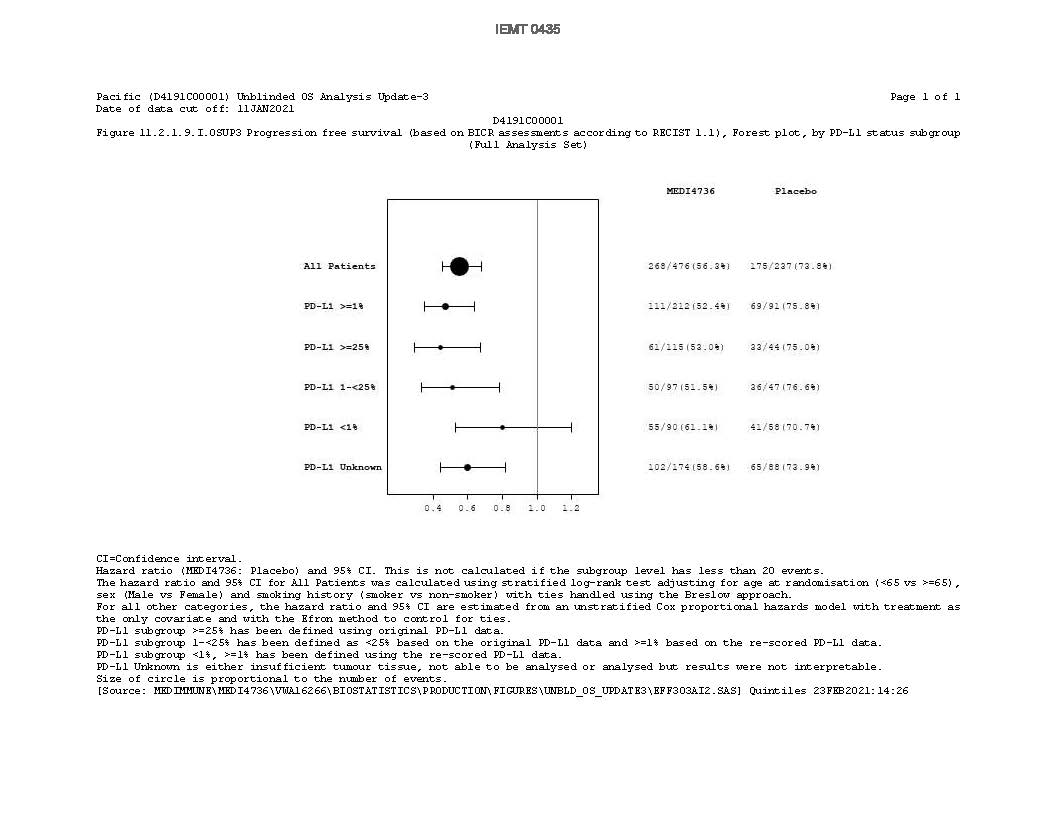 IEMT 0435
Pacific (D4191C00001) Unblinded OS Analysis Update-3 Page 1 of 1
Date of data cut off: 11JAN2021
D4191C00001
Figure 11.2.1.9.I.OSUP3 Progression free survival (based on BICR assessments according to RECIST 1.1), Forest plot, by PD-L1 status subgroup
(Full Analysis Set)
MEDI4736 Placebo
All Patients 268/476(56.3%) 175/237(73.8%)
PD-L1 >=1% 111/212(52.4%) 69/91(75.8%)
PD-L1 >=25% 61/115(53.0%) 33/44(75.0%)
PD-L1 1-<25% 50/97(51.5%) 36/47(76.6%)
PD-L1 <1% 55/90(61.1%) 41/58(70.7%)
PD-L1 Unknown 102/174(58.6%) 65/88(73.9%)
0.4 0.6 0.8 1.0 1.2
CI=Confidence interval.
Hazard ratio (MEDI4736: Placebo) and 95% CI. This is not calculated if the subgroup level has less than 20 events.
The hazard ratio and 95% CI for All Patients was calculated using stratified log-rank test adjusting for age at randomisation (<65 vs >=65),
sex (Male vs Female) and smoking history (smoker vs non-smoker) with ties handled using the Breslow approach.
For all other categories, the hazard ratio and 95% CI are estimated from an unstratified Cox proportional hazards model with treatment as
the only covariate and with the Efron method to control for ties.
PD-L1 subgroup >=25% has been defined using original PD-L1 data.
PD-L1 subgroup 1-<25% has been defined as <25% based on the original PD-L1 data and >=1% based on the re-scored PD-L1 data.
PD-L1 subgroup <1%, >=1% has been defined using the re-scored PD-L1 data.
PD-L1 Unknown is either insufficient tumour tissue, not able to be analysed or analysed but results were not interpretable.
Size of circle is proportional to the number of events.
[Source: MEDIMMUNE\MEDI4736\VWA16266\BIOSTATISTICS\PRODUCTION\FIGURES\UNBLD_OS_UPDATE3\EFF303AI2.SAS] Quintiles 23FEB2021:14:26